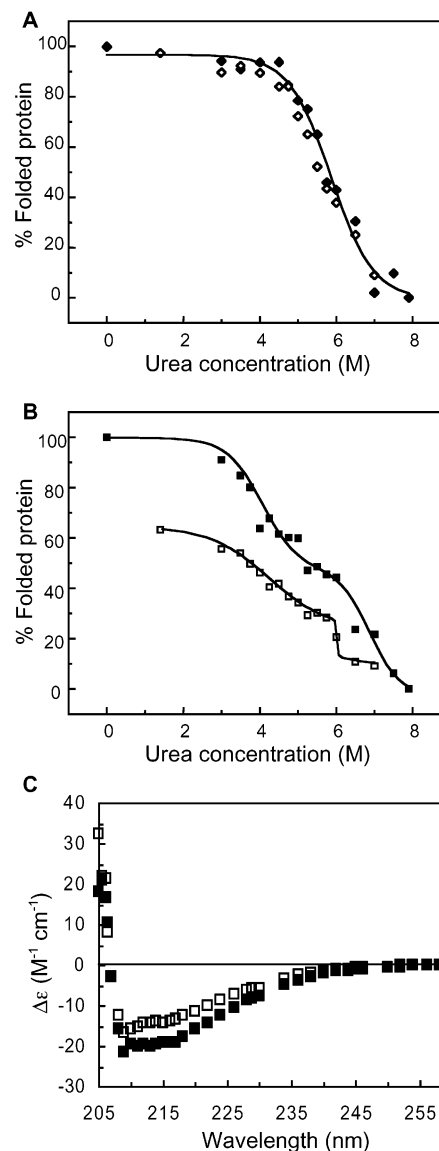 A
100
80
60
40
20
0
% Folded protein
0 2 4 6 8
Urea concentration (M)
B
100
80
60
40
20
0
% Folded protein
0 2 4 6 8
Urea concentration (M)
C
40
30
20
10
0
-10
-20
-30
Δε (M⁻¹ cm⁻¹)
205 215 225 235 245 255
Wavelength (nm)